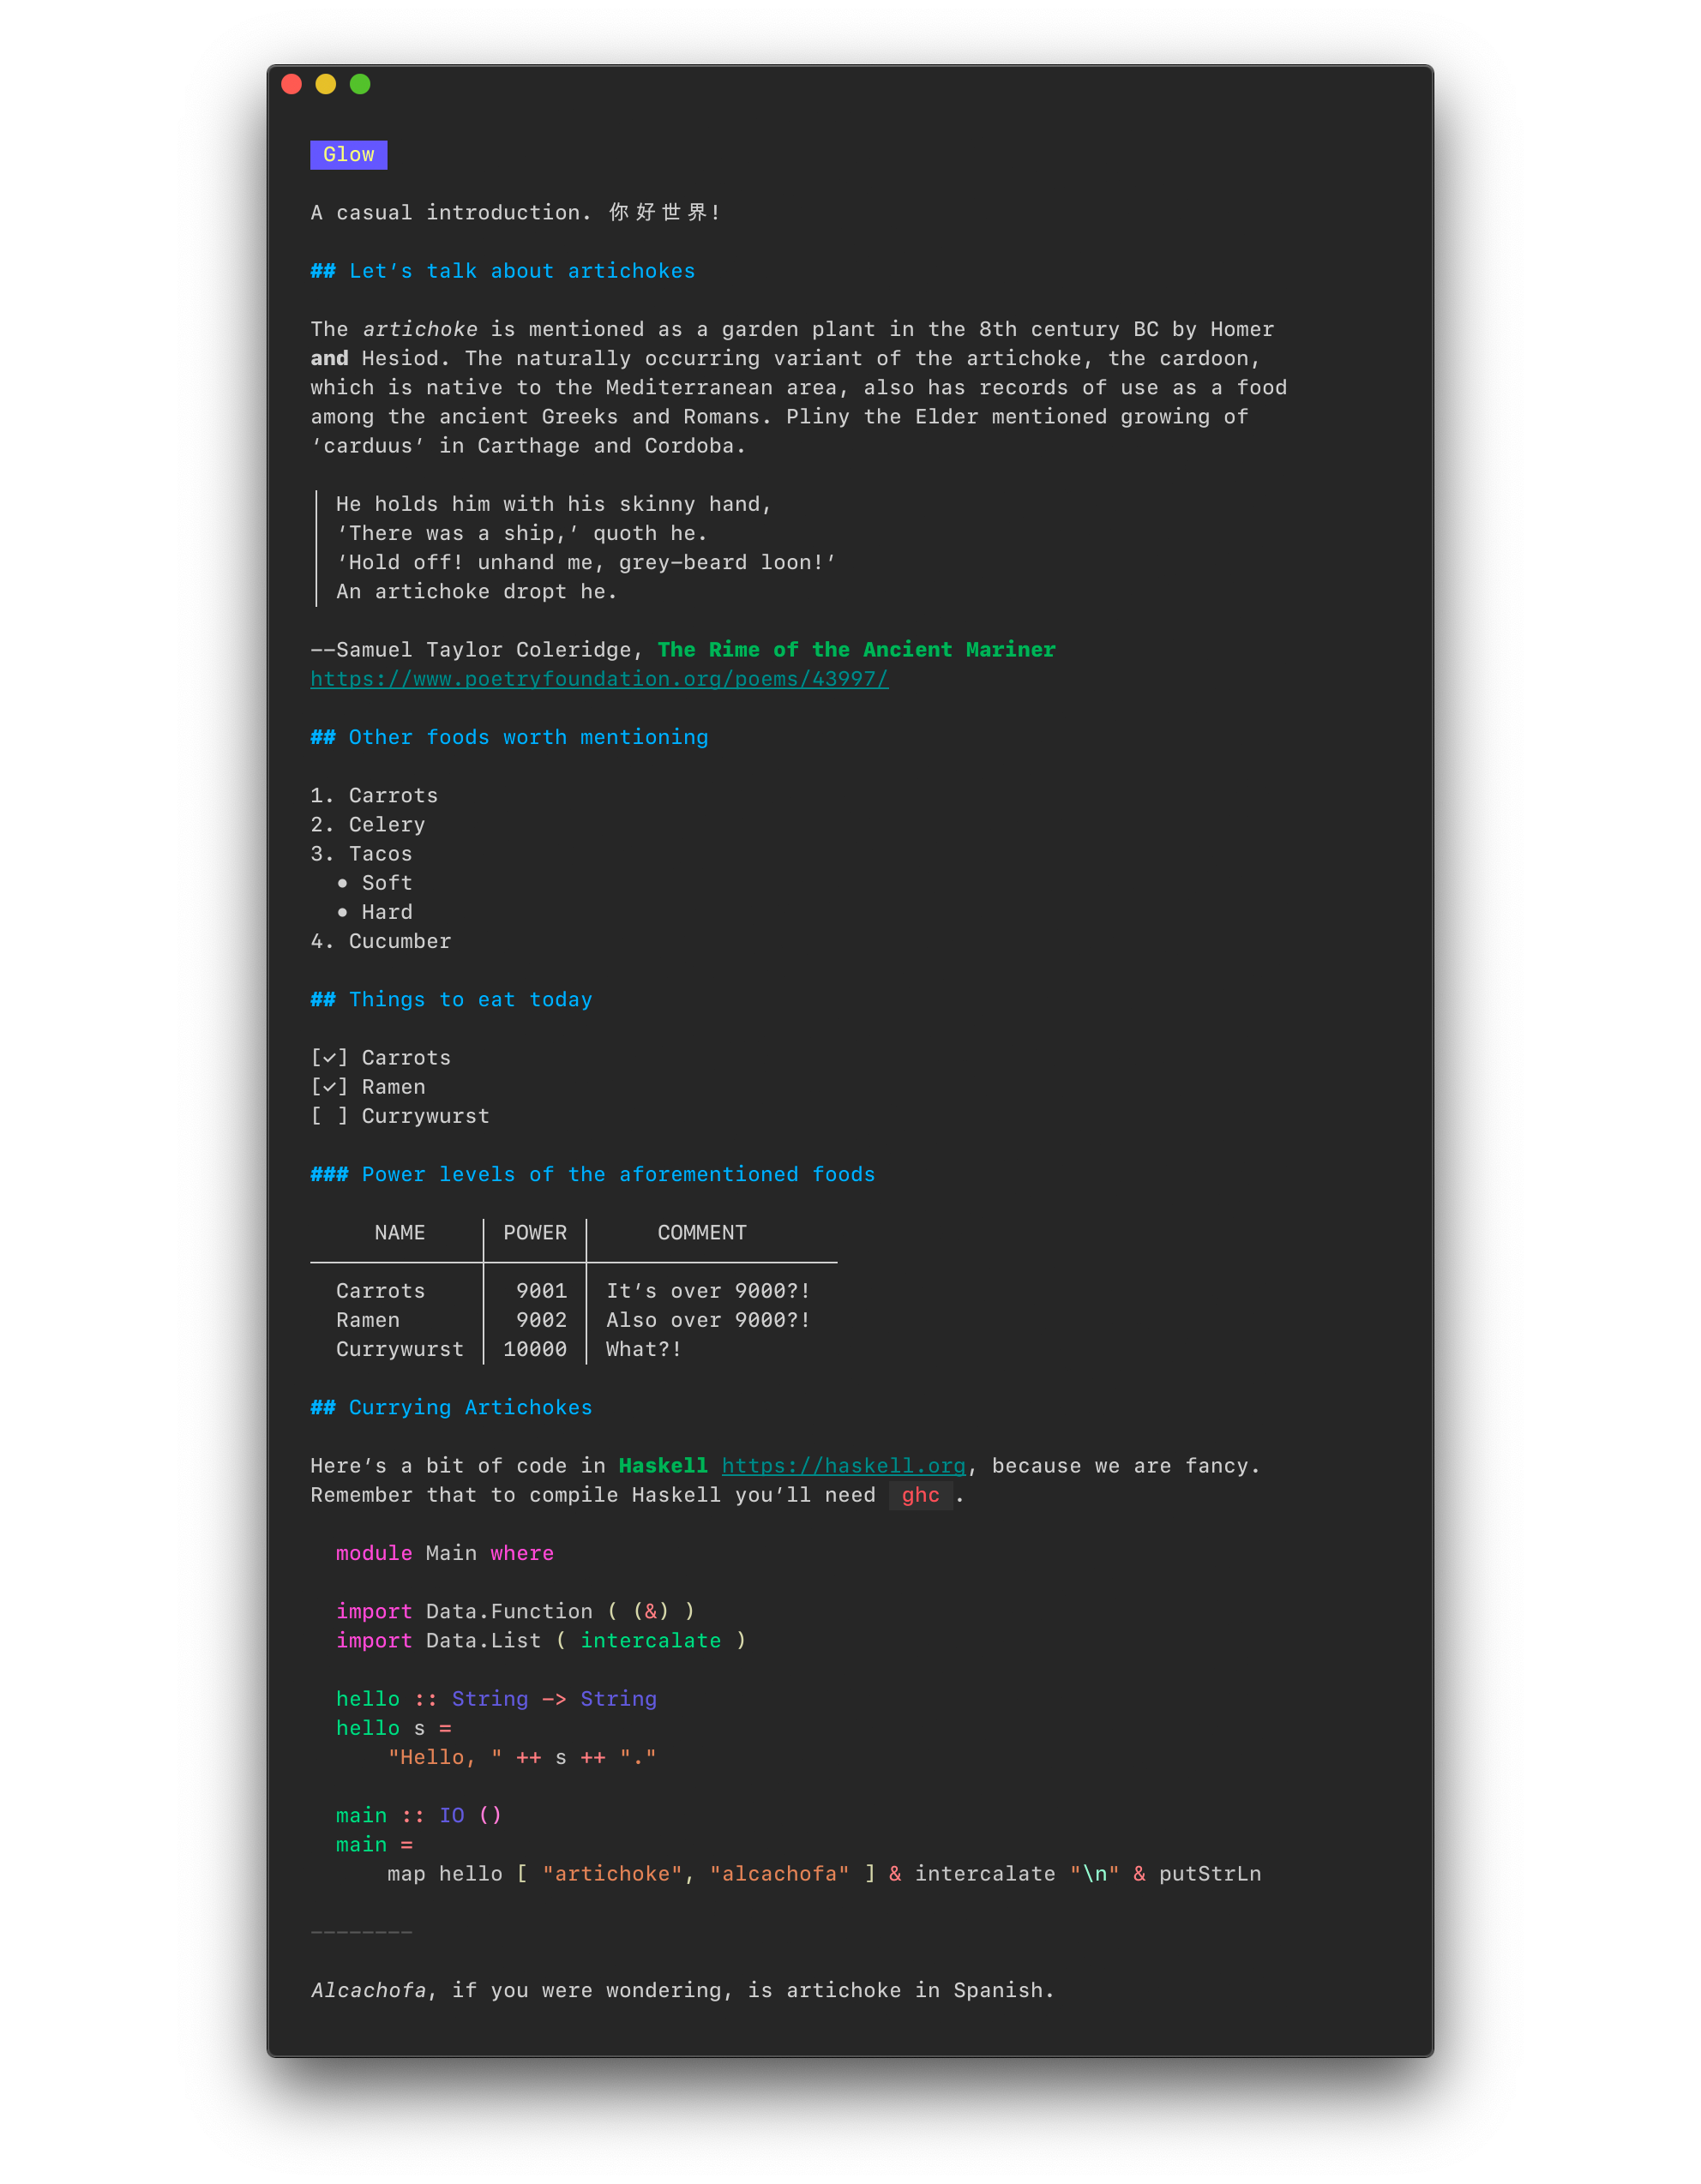 Glow
A casual introduction. 你好世界!
## Let’s talk about artichokes
The artichoke is mentioned as a garden plant in the 8th century BC by Homer
and Hesiod. The naturally occurring variant of the artichoke, the cardoon,
which is native to the Mediterranean area, also has records of use as a food
among the ancient Greeks and Romans. Pliny the Elder mentioned growing of
‘carduus’ in Carthage and Cordoba.
He holds him with his skinny hand,
‘There was a ship,’ quoth he.
‘Hold off! unhand me, grey-beard loon!’
An artichoke dropt he.
--Samuel Taylor Coleridge, The Rime of the Ancient Mariner
https://www.poetryfoundation.org/poems/43997/
## Other foods worth mentioning
1. Carrots
2. Celery
3. Tacos
• Soft
• Hard
4. Cucumber
## Things to eat today
[✓] Carrots
[✓] Ramen
[ ] Currywurst
### Power levels of the aforementioned foods
NAME │ POWER │ COMMENT
Carrots │ 9001 │ It’s over 9000?!
Ramen │ 9002 │ Also over 9000?!
Currywurst │ 10000 │ What?!
## Currying Artichokes
Here’s a bit of code in Haskell https://haskell.org, because we are fancy.
Remember that to compile Haskell you’ll need ghc .
module Main where
import Data.Function ( (&) )
import Data.List ( intercalate )
hello :: String -> String
hello s =
"Hello, " ++ s ++ "."
main :: IO ()
main =
map hello [ "artichoke", "alcachofa" ] & intercalate "\n" & putStrLn
--------
Alcachofa, if you were wondering, is artichoke in Spanish.